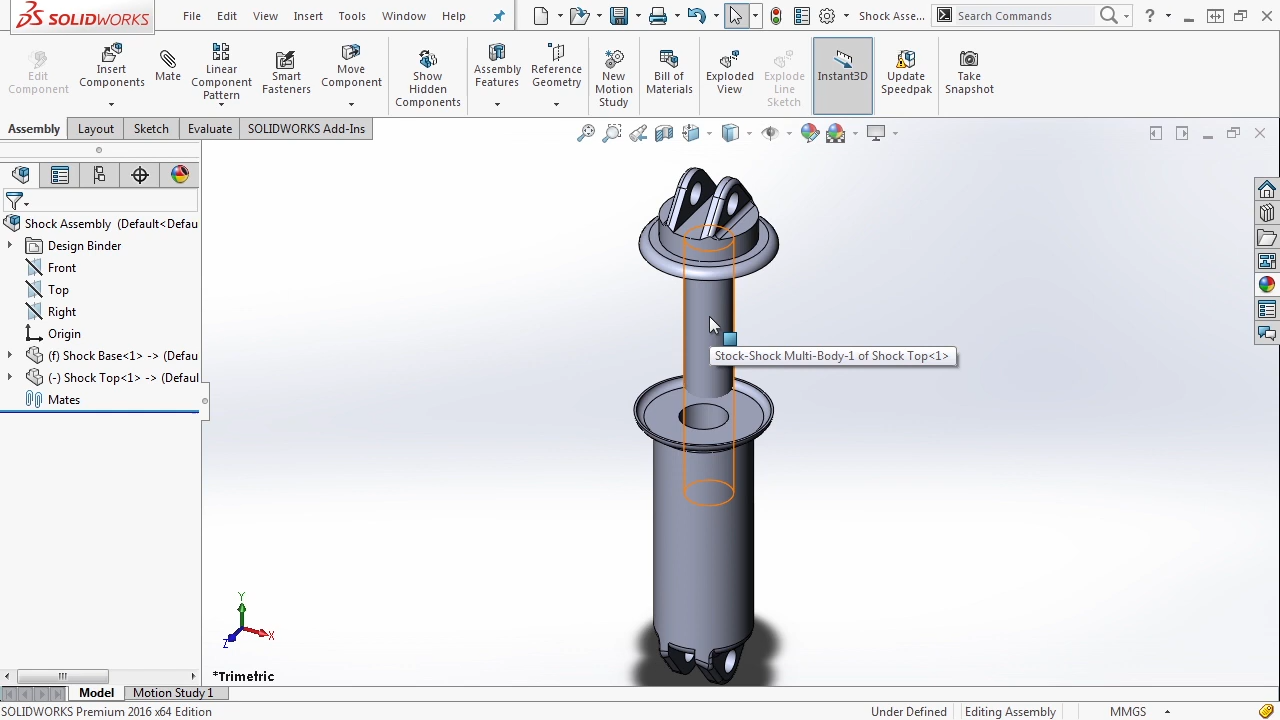 SOLIDWORKS
File Edit View Insert Tools Window Help
Shock Asse...
Search Commands
?
Edit Component
Insert Components
Mate
Linear Component Pattern
Smart Fasteners
Move Component
Show Hidden Components
Assembly Features
Reference Geometry
New Motion Study
Bill of Materials
Exploded View
Explode Line Sketch
Instant3D
Update Speedpak
Take Snapshot
Assembly Layout Sketch Evaluate SOLIDWORKS Add-Ins
Shock Assembly (Default<Defau
Design Binder
Front
Top
Right
Origin
(f) Shock Base<1> -> (Defau
(-) Shock Top<1> -> (Defaul
Mates
Stock-Shock Multi-Body-1 of Shock Top<1>
Y
X
Z
*Trimetric
Model Motion Study 1
SOLIDWORKS Premium 2016 x64 Edition
Under Defined Editing Assembly MMGS